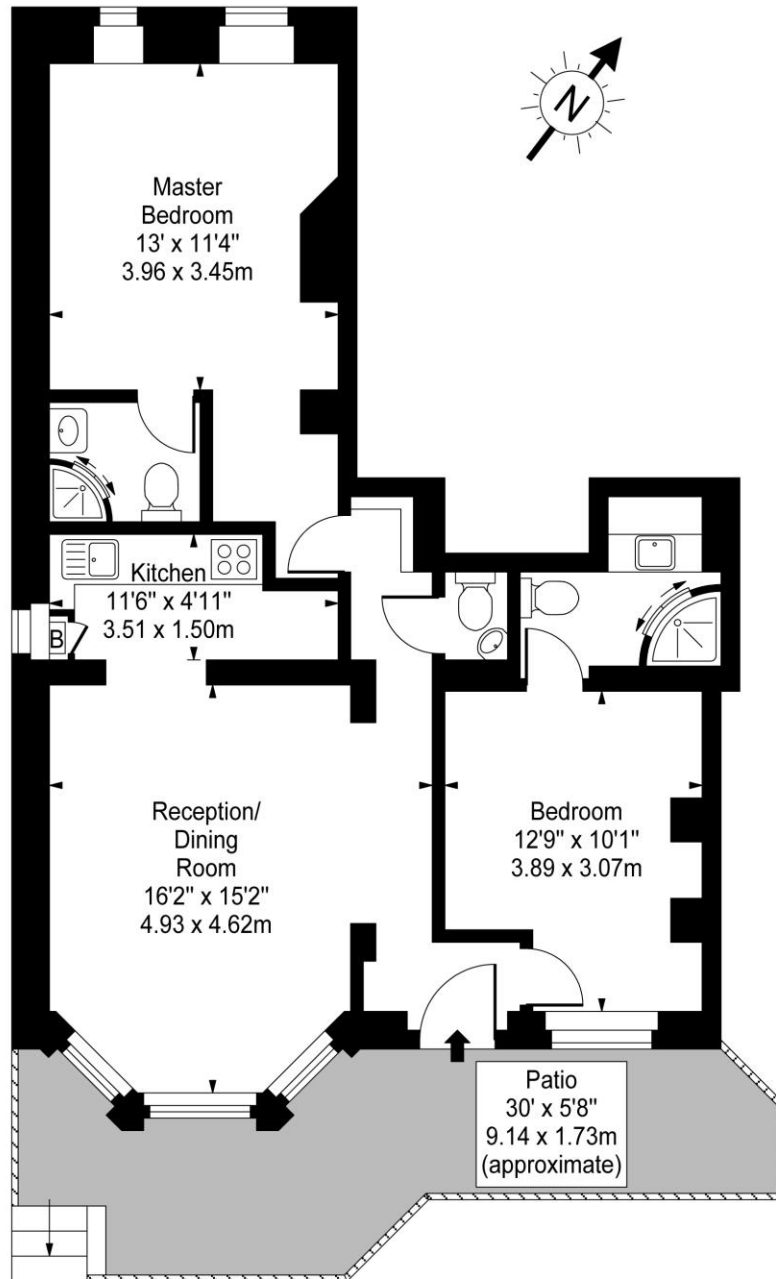 N
Master
Bedroom
13' x 11'4"
3.96 x 3.45m
Kitchen
11'6" x 4'11"
3.51 x 1.50m
B
Reception/
Dining
Room
16'2" x 15'2"
4.93 x 4.62m
Bedroom
12'9" x 10'1"
3.89 x 3.07m
Patio
30' x 5'8"
9.14 x 1.73m
(approximate)